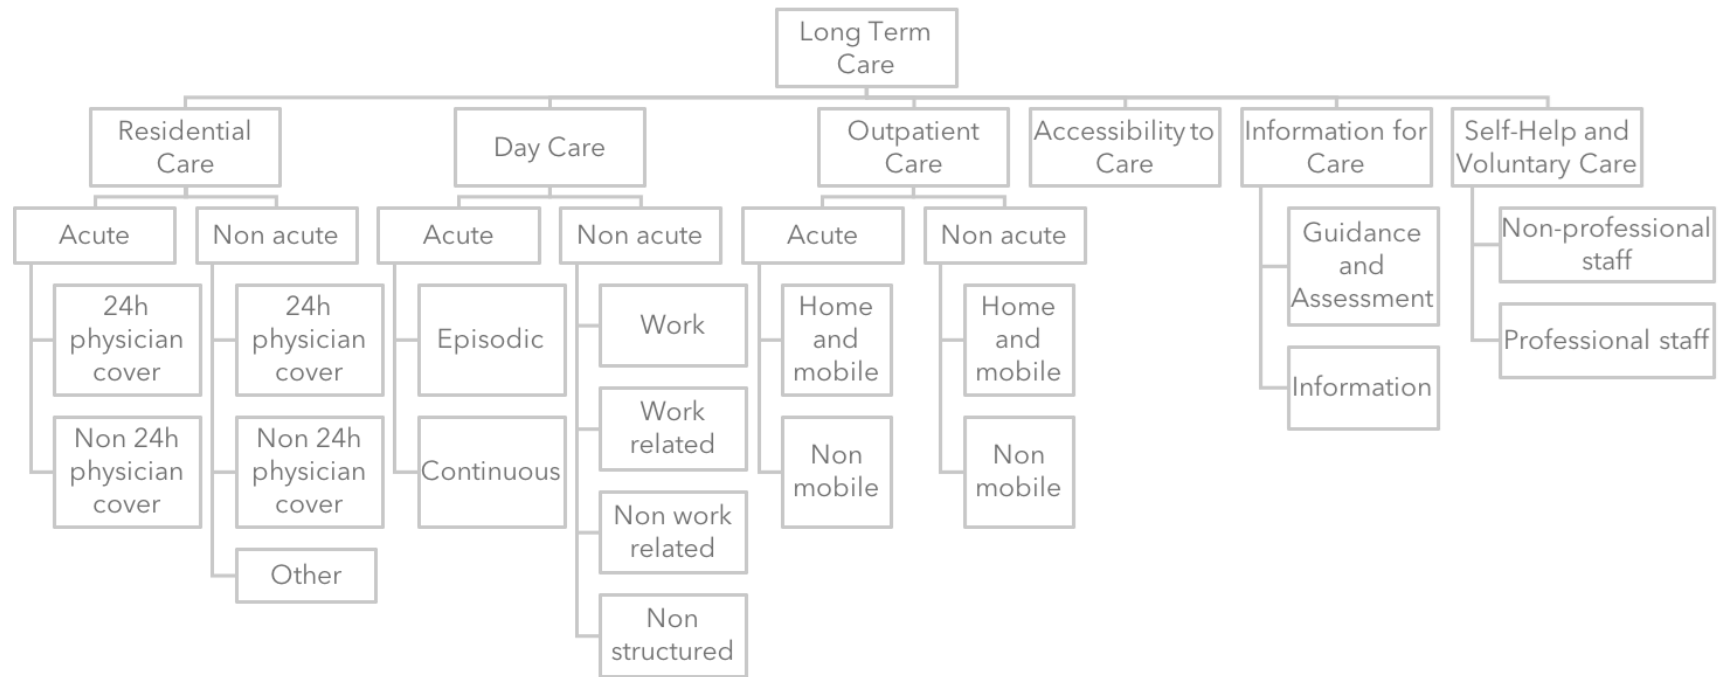 Long Term
Care
Residential
Care
Day Care
Outpatient
Care
Accessibility to
Care
Information for
Care
Self-Help and
Voluntary Care
Acute
Non acute
Acute
Non acute
Acute
Non acute
24h
physician
cover
Non 24h
physician
cover
24h
physician
cover
Non 24h
physician
cover
Other
Episodic
Continuous
Work
Work
related
Non work
related
Non
structured
Home
and
mobile
Non
mobile
Home
and
mobile
Non
mobile
Guidance
and
Assessment
Information
Non-professional
staff
Professional staff